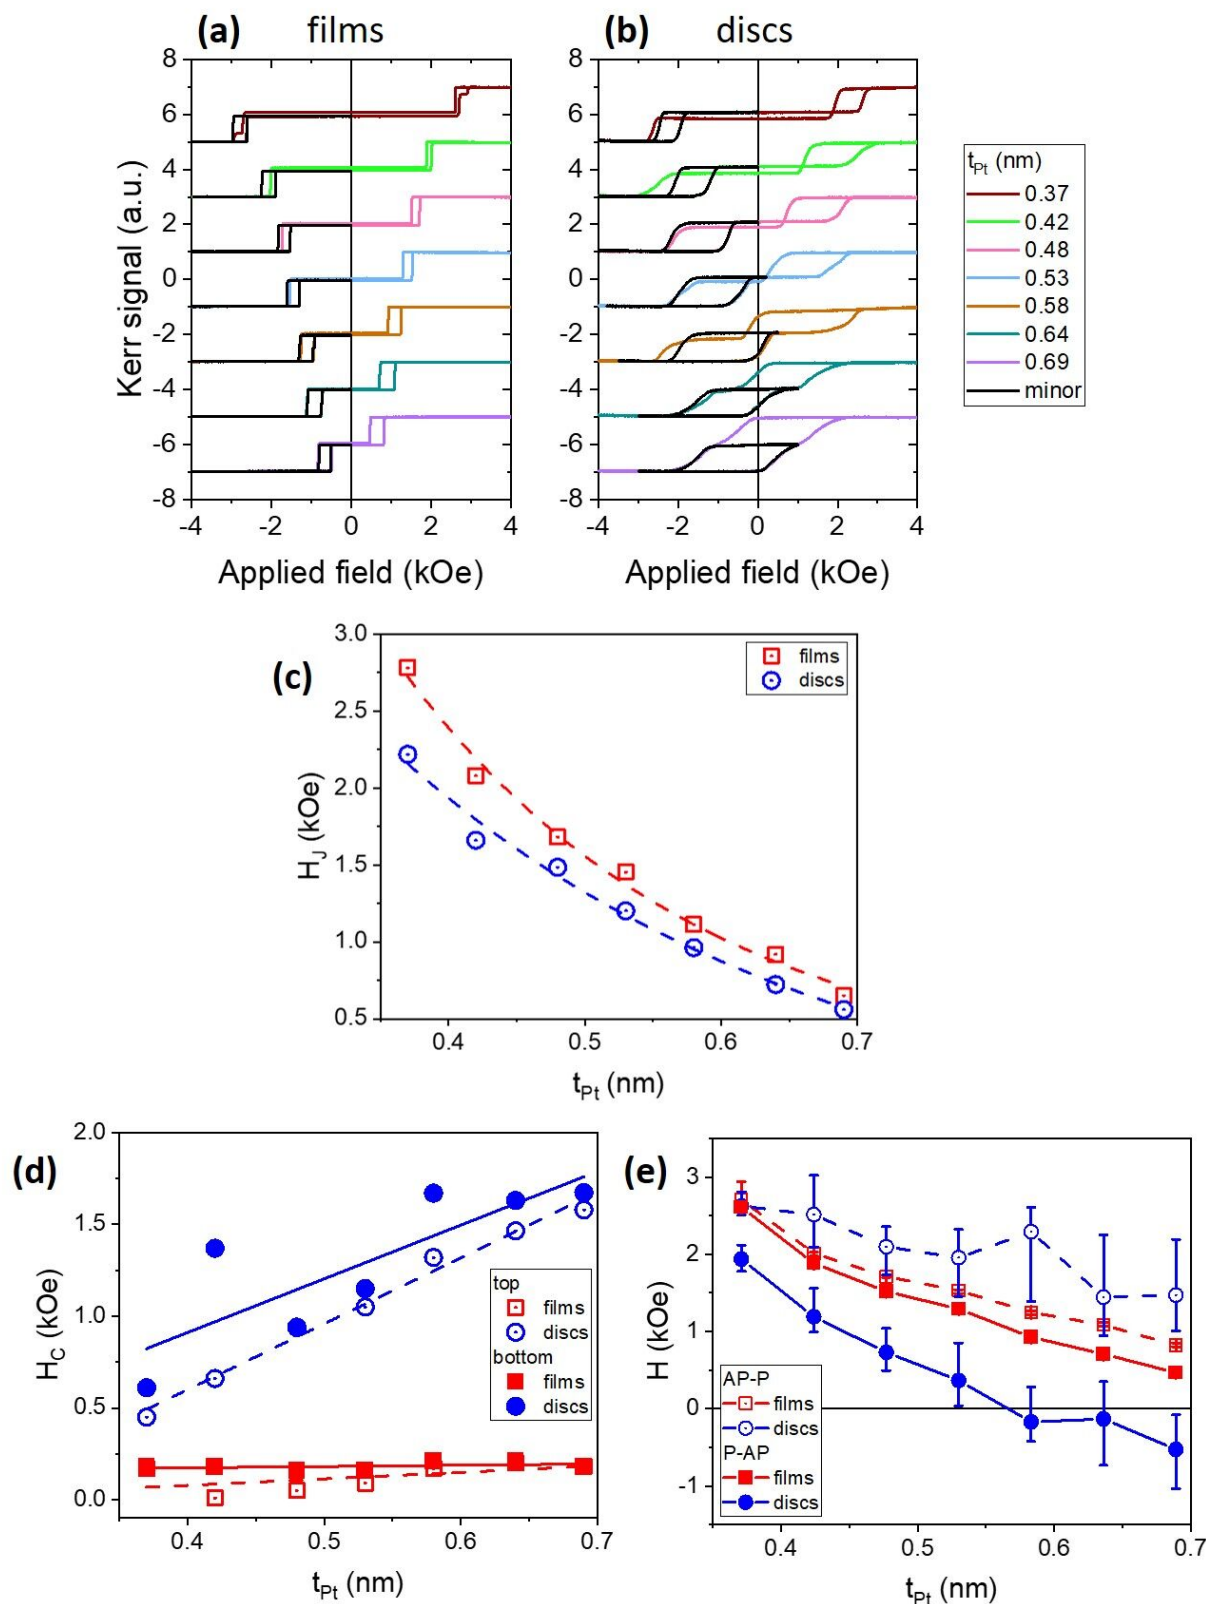 (a) films
(b) discs
8
6
4
2
0
-2
-4
-6
-8
Kerr signal (a.u.)
-4 -2 0 2 4
-4 -2 0 2 4
Applied field (kOe)
Applied field (kOe)
t_Pt (nm)
0.37
0.42
0.48
0.53
0.58
0.64
0.69
minor
(c)
3.0
2.5
2.0
1.5
1.0
0.5
H_J (kOe)
films
discs
0.4 0.5 0.6 0.7
t_Pt (nm)
(d)
2.0
1.5
1.0
0.5
0.0
H_C (kOe)
top
films
discs
bottom
films
discs
0.4 0.5 0.6 0.7
t_Pt (nm)
(e)
3
2
1
0
-1
H (kOe)
AP-P
films
discs
P-AP
films
discs
0.4 0.5 0.6 0.7
t_Pt (nm)